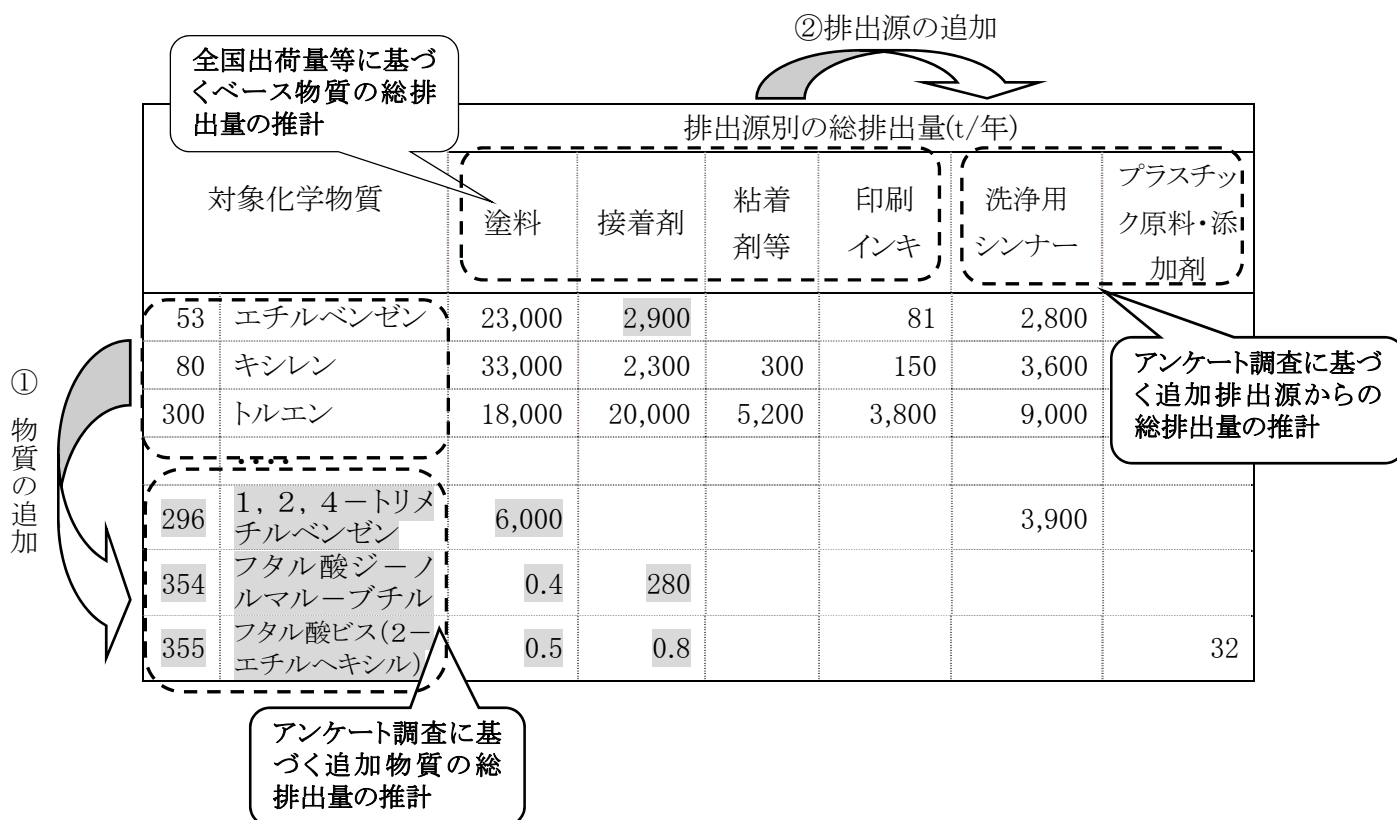 ②排出源の追加
全国出荷量等に基づ
くベース物質の総排
出量の推計
排出源別の総排出量(t/年)
対象化学物質
塗料
接着剤
粘着
剤等
印刷
インキ
洗浄用
シンナー
プラスチッ
ク原料・添
加剤
53 エチルベンゼン 23,000 2,900 81 2,800
80 キシレン 33,000 2,300 300 150 3,600
300 トルエン 18,000 20,000 5,200 3,800 9,000
････
296 1,2,4-トリメ
チルベンゼン 6,000 3,900
354 フタル酸ジーノ
ルマルーブチル 0.4 280
355 フタル酸ビス(2-
エチルヘキシル) 0.5 0.8 32
アンケート調査に基づ
く追加排出源からの
総排出量の推計
① 物質の追加
アンケート調査に基
づく追加物質の総
排出量の推計